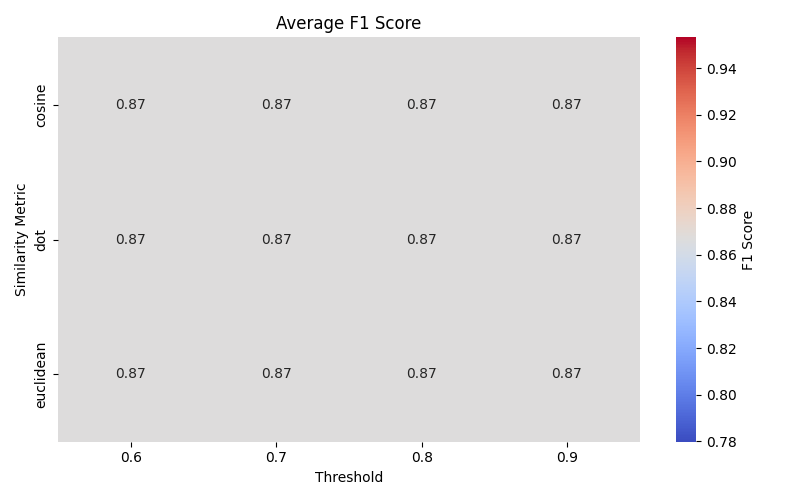 Average F1 Score
cosine 0.87 0.87 0.87 0.87
dot 0.87 0.87 0.87 0.87
euclidean 0.87 0.87 0.87 0.87
Similarity Metric
0.6 0.7 0.8 0.9
Threshold
0.94
0.92
0.90
0.88
0.86
0.84
0.82
0.80
0.78
F1 Score